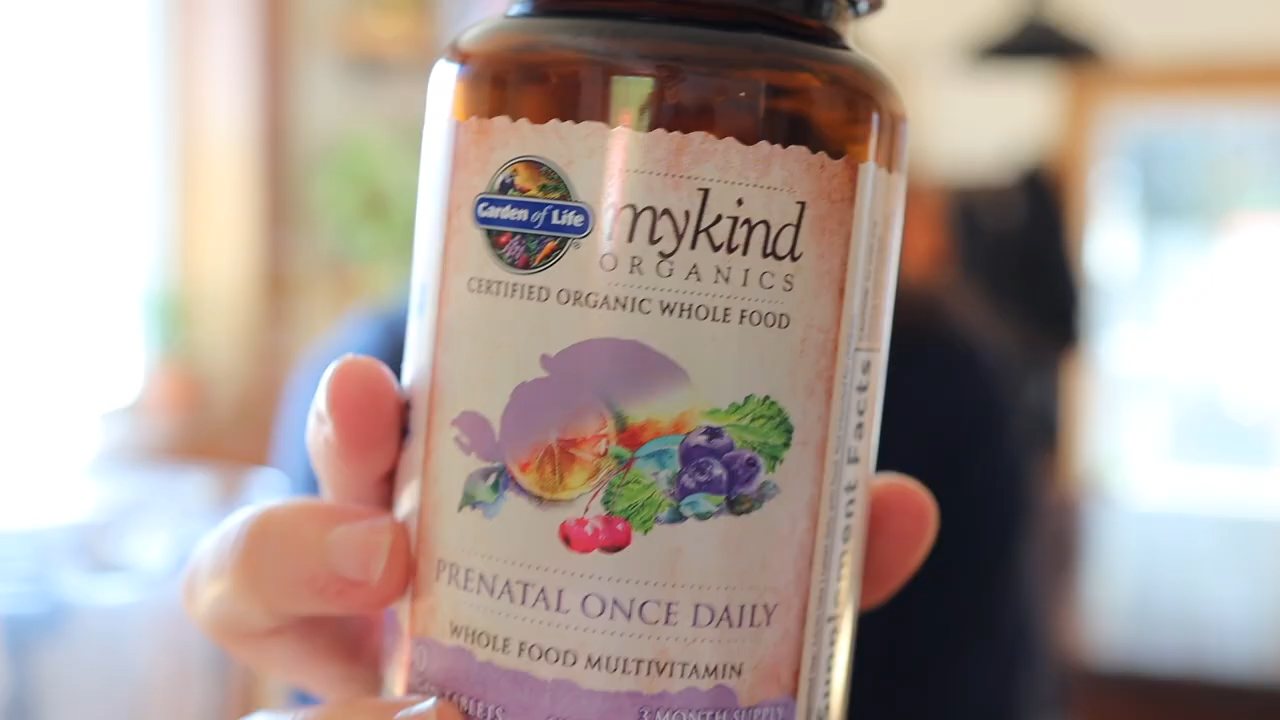 Garden of Life
mykind
ORGANICS
CERTIFIED ORGANIC WHOLE FOOD
PRENATAL ONCE DAILY
WHOLE FOOD MULTIVITAMIN
3 MONTH SUPPLY
Supplement Facts